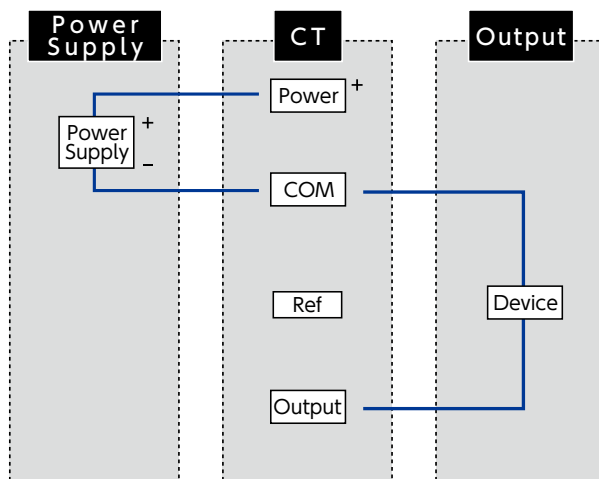 Power
Supply
CT
Output
Power +
Power
Supply
+
–
COM
Ref
Device
Output